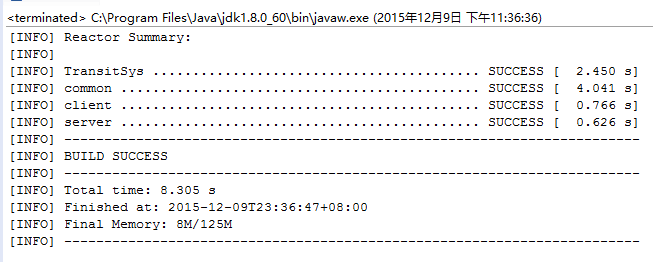 <terminated> C:\Program Files\Java\jdk1.8.0_60\bin\javaw.exe (2015年12月9日 下午11:36:36)
[INFO] Reactor Summary:
[INFO]
[INFO] TransitSys ......................................... SUCCESS [  2.450 s]
[INFO] common ............................................. SUCCESS [  4.041 s]
[INFO] client ............................................. SUCCESS [  0.766 s]
[INFO] server ............................................. SUCCESS [  0.626 s]
[INFO] ------------------------------------------------------------------------
[INFO] BUILD SUCCESS
[INFO] ------------------------------------------------------------------------
[INFO] Total time: 8.305 s
[INFO] Finished at: 2015-12-09T23:36:47+08:00
[INFO] Final Memory: 8M/125M
[INFO] ------------------------------------------------------------------------